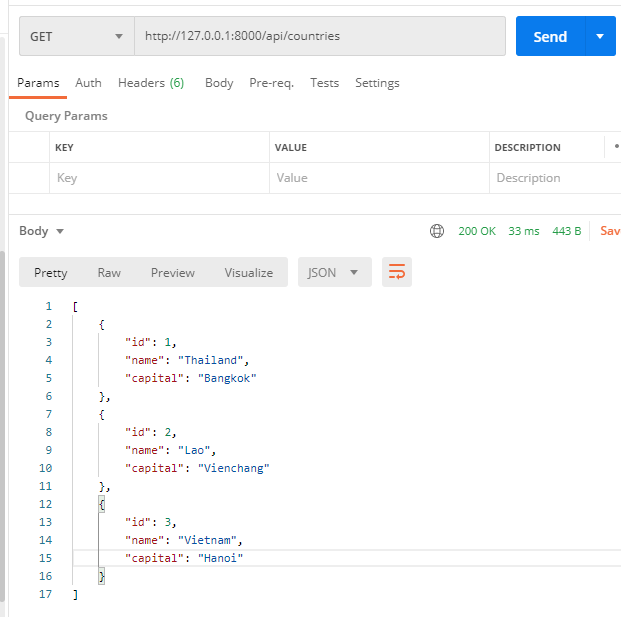 GET http://127.0.0.1:8000/api/countries Send
Params Auth Headers (6) Body Pre-req. Tests Settings
Query Params
KEY VALUE DESCRIPTION
Key Value Description
Body 200 OK 33 ms 443 B Sav
Pretty Raw Preview Visualize JSON
1 [
2 {
3 "id": 1,
4 "name": "Thailand",
5 "capital": "Bangkok"
6 },
7 {
8 "id": 2,
9 "name": "Lao",
10 "capital": "Vienchang"
11 },
12 {
13 "id": 3,
14 "name": "Vietnam",
15 "capital": "Hanoi"
16 }
17 ]